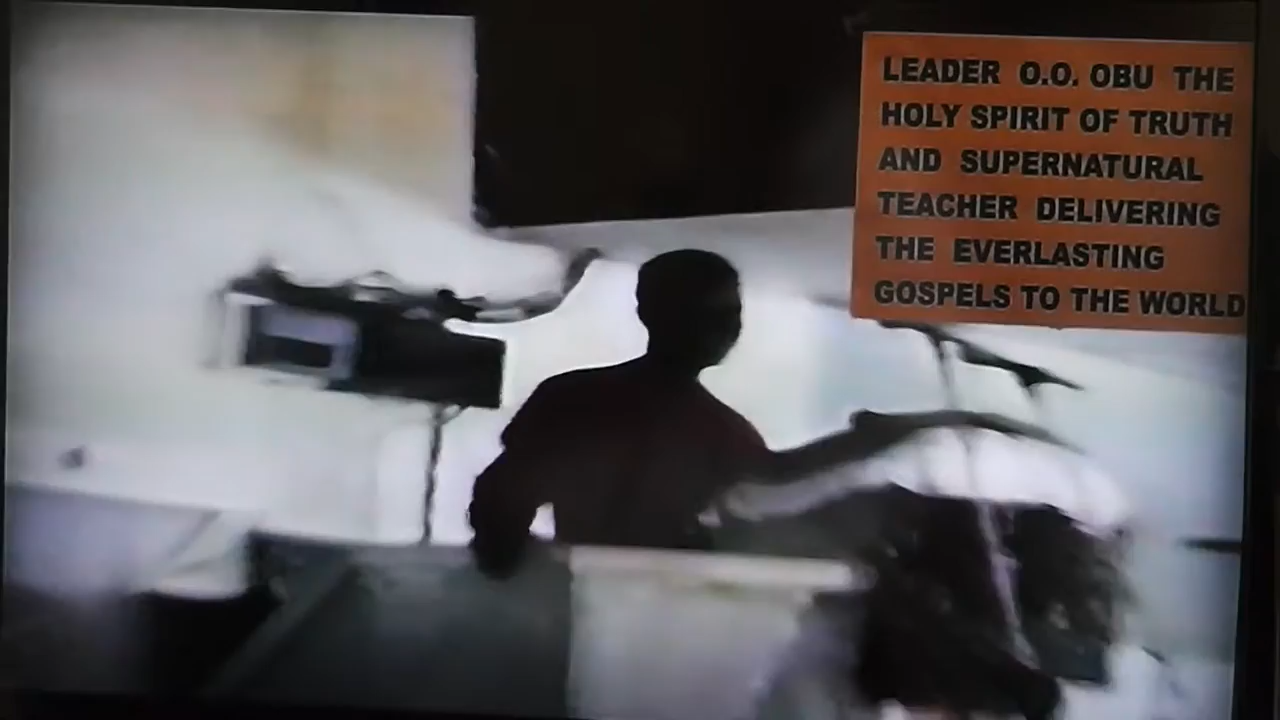 LEADER O.O. OBU THE
HOLY SPIRIT OF TRUTH
AND SUPERNATURAL
TEACHER DELIVERING
THE EVERLASTING
GOSPELS TO THE WORLD